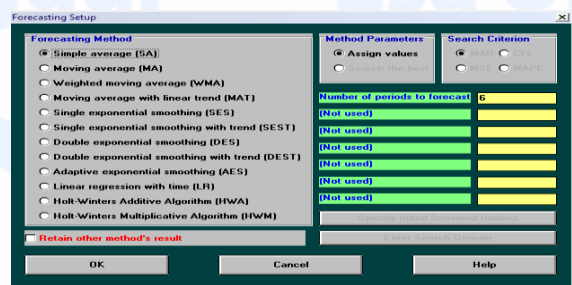 Forecasting Setup
Forecasting Method
Simple average (SA)
Moving average (MA)
Weighted moving average (WMA)
Moving average with linear trend (MAT)
Single exponential smoothing (SES)
Single exponential smoothing with trend (SEST)
Double exponential smoothing (DES)
Double exponential smoothing with trend (DEST)
Adaptive exponential smoothing (AES)
Linear regression with time (LR)
Holt-Winters Additive Algorithm (HWA)
Holt-Winters Multiplicative Algorithm (HWM)
Retain other method's result
Method Parameters
Assign values
Search the best
Search Criterion
MAD CFE
MSE MAPE
Number of periods to forecast 6
(Not used)
(Not used)
(Not used)
(Not used)
(Not used)
(Not used)
Specify Initial Seasonal Indices
Enter Search Domain
OK Cancel Help